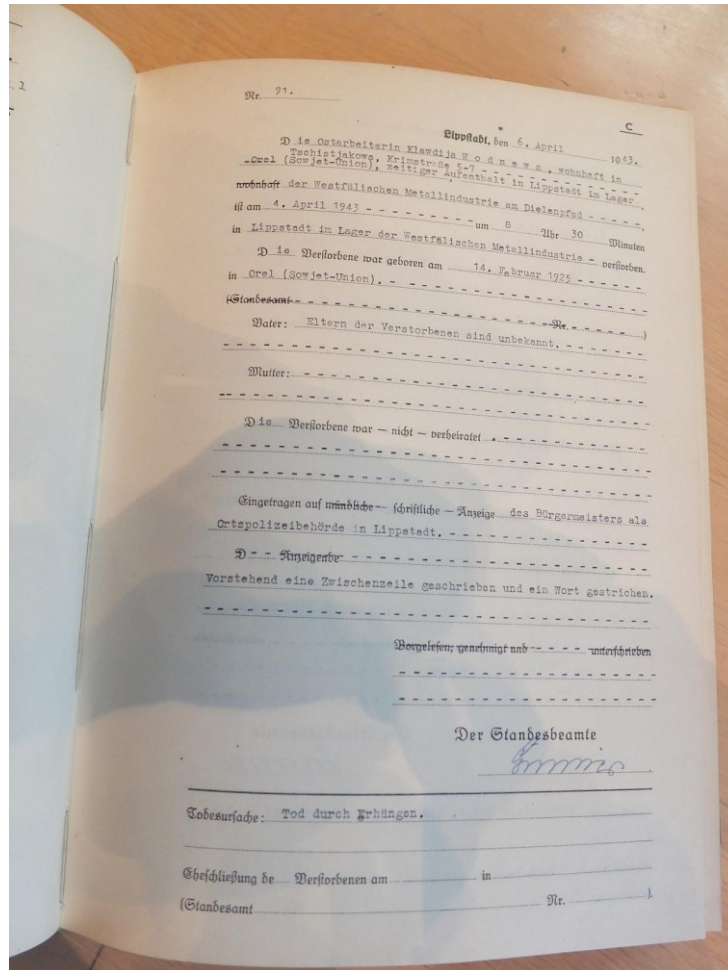 Nr. 91.
C
Lippstadt, den 6. April 1943.
Die Ostarbeiterin Klawdija Wodnewa, wohnhaft in
Tschistjakowa, Krimstraße 5-7 - - - - - - - - - -
Orel (Sowjet-Union), zeitiger Aufenthalt in Lippstadt im Lager
wohnhaft der Westfälischen Metallindustrie am Dielenpfad - - - - -,
ist am 4. April 1943 - - - - - - - - - um 8 Uhr 30 Minuten
in Lippstadt im Lager der Westfälischen Metallindustrie - verstorben.
Die Verstorbene war geboren am 14. Februar 1925 - - - - - -
in Orel (Sowjet-Union), - - - - - - - - - - - - - - - - - - - -
(Standesamt - - - - - - - - - - - - - - - - Nr. - - - - -)
Vater: Eltern der Verstorbenen sind unbekannt. - - - - - - -
- - - - - - - - - - - - - - - - - - - - - - - - - - - - - -
Mutter: - - - - - - - - - - - - - - - - - - - - - - - - - -
- - - - - - - - - - - - - - - - - - - - - - - - - - - - - -
Die Verstorbene war — nicht — verheiratet . - - - - - - - - - - -
- - - - - - - - - - - - - - - - - - - - - - - - - - - - - -
- - - - - - - - - - - - - - - - - - - - - - - - - - - - - -
Eingetragen auf mündliche — schriftliche — Anzeige des Bürgermeisters als
Ortspolizeibehörde in Lippstadt. - - - - - - - - - - - - - - -
D - - Anzeigende - - - - - - - - - - - - - - - - - - - - -
Vorstehend eine Zwischenzeile geschrieben und ein Wort gestrichen.
- - - - - - - - - - - - - - - - - - - - - - - - - - - - - -
Vorgelesen, genehmigt und - - - - - unterschrieben
- - - - - - - - - - - - - - - - - -
- - - - - - - - - - - - - - - - - -
Der Standesbeamte
Todesursache: Tod durch Erhängen.
Eheschließung de Verstorbenen am in
(Standesamt Nr. ).